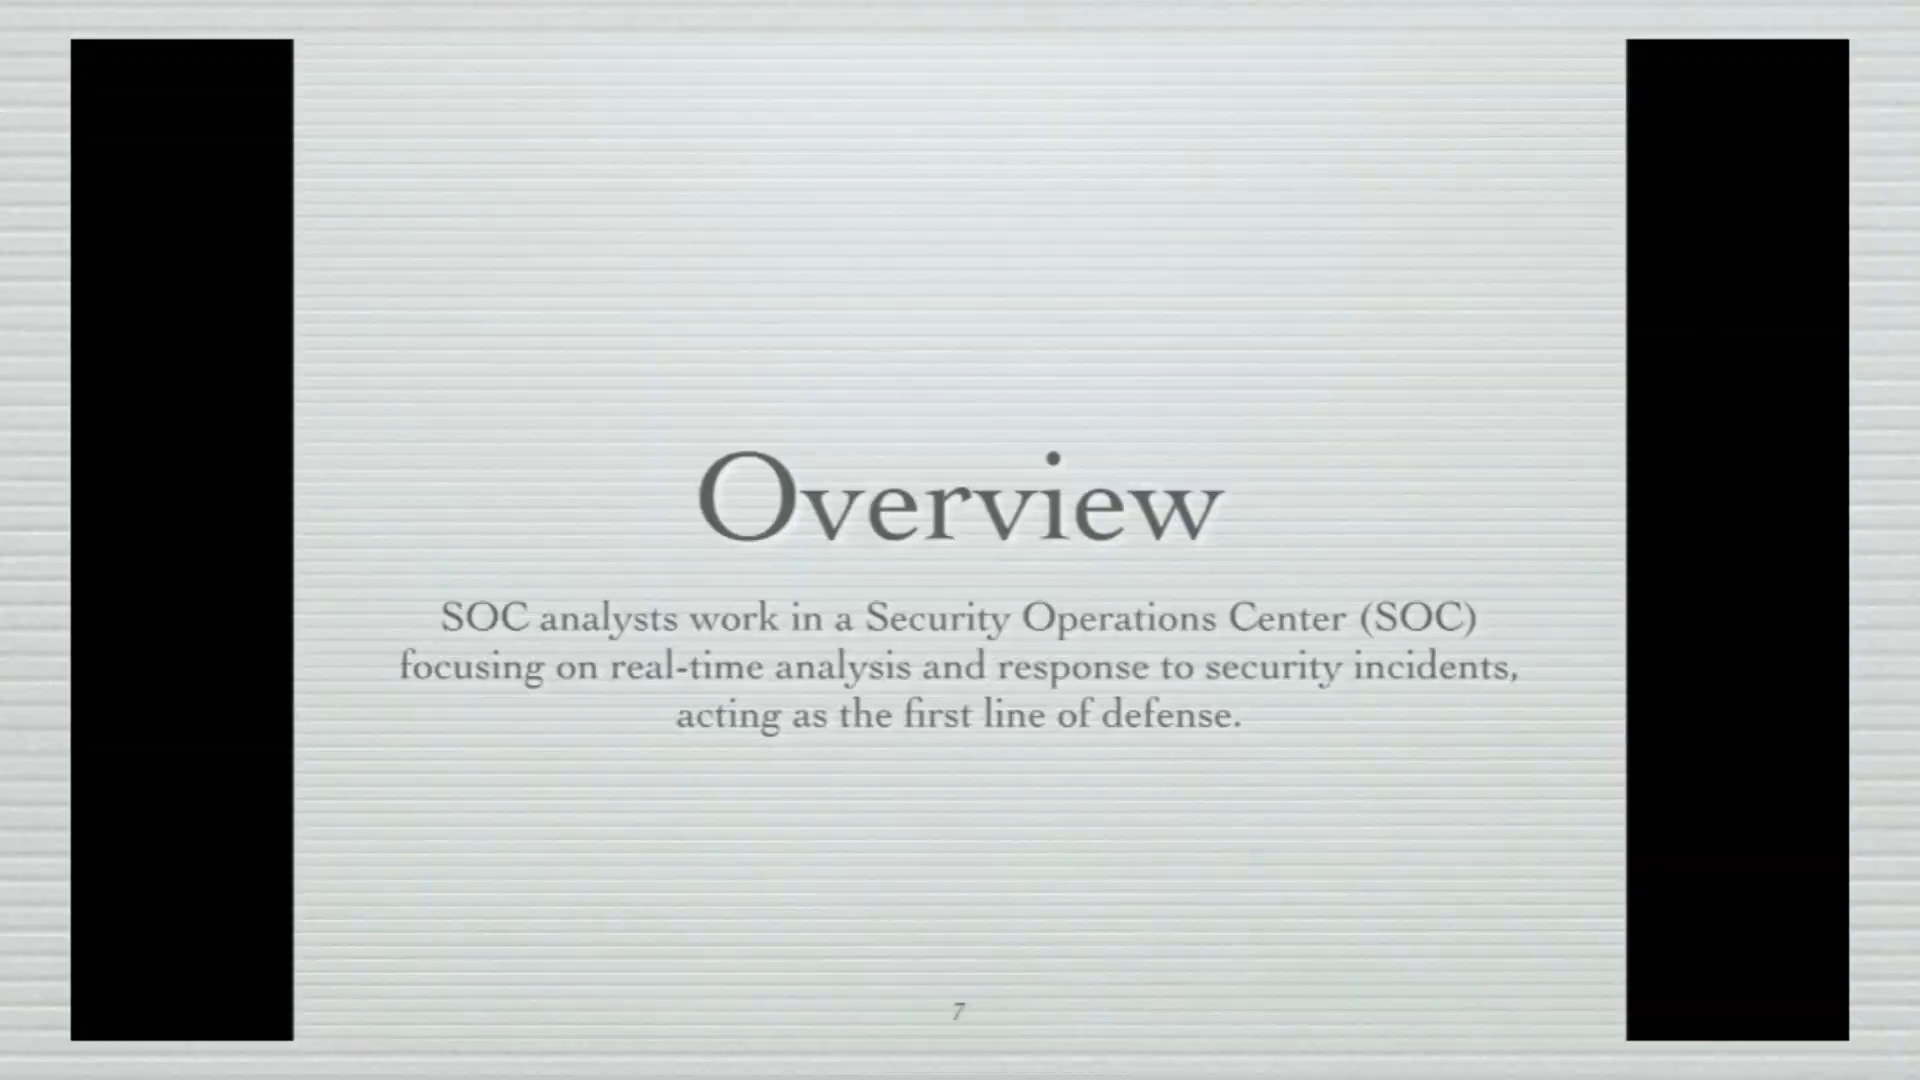 Overview
SOC analysts work in a Security Operations Center (SOC)
focusing on real-time analysis and response to security incidents,
acting as the first line of defense.
7